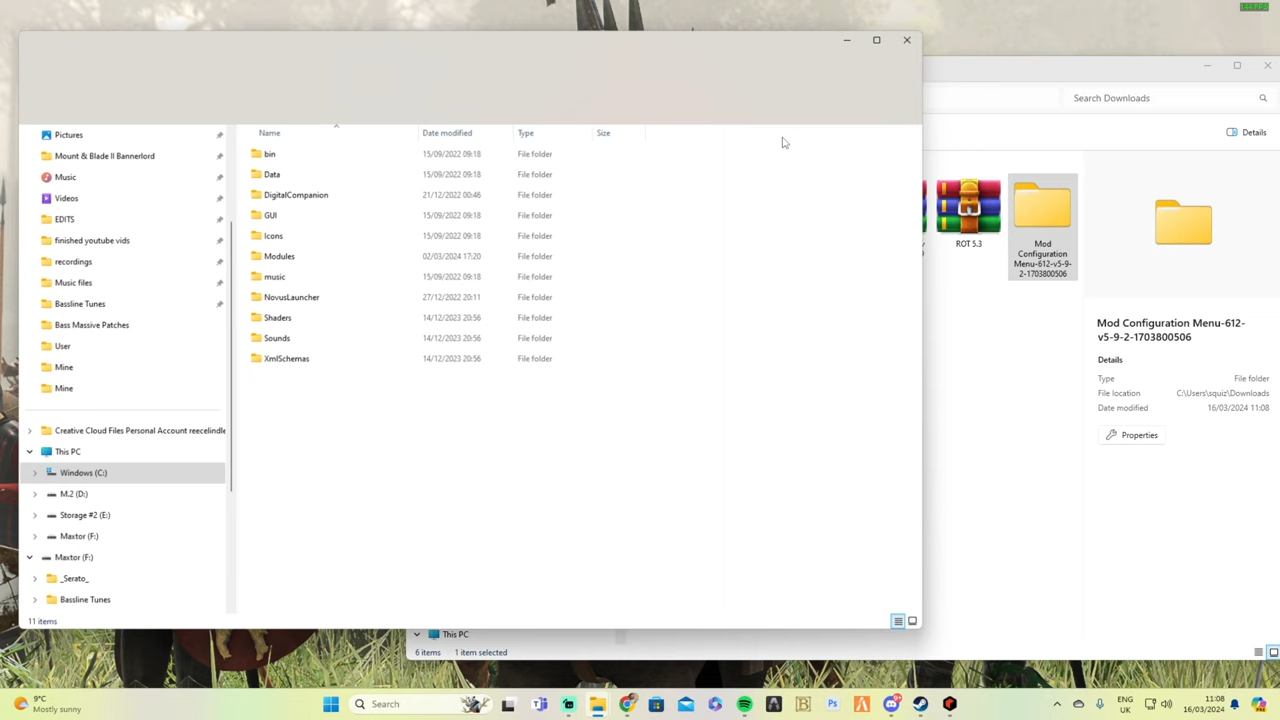 144 FPS
Search Downloads
Details
Pictures
Mount & Blade II Bannerlord
Music
Videos
EDITS
finished youtube vids
recordings
Music files
Bassline Tunes
Bass Massive Patches
User
Mine
Mine
Creative Cloud Files Personal Account reecelindle
This PC
Windows (C:)
M.2 (D:)
Storage #2 (E:)
Maxtor (F:)
Maxtor (F:)
_Serato_
Bassline Tunes
11 items
Name Date modified Type Size
bin 15/09/2022 09:18 File folder
Data 15/09/2022 09:18 File folder
DigitalCompanion 21/12/2022 00:46 File folder
GUI 15/09/2022 09:18 File folder
Icons 15/09/2022 09:18 File folder
Modules 02/03/2024 17:20 File folder
music 15/09/2022 09:18 File folder
NovusLauncher 27/12/2022 20:11 File folder
Shaders 14/12/2023 20:56 File folder
Sounds 14/12/2023 20:56 File folder
XmlSchemas 14/12/2023 20:56 File folder
ROT 5.3
Mod
Configuration
Menu-612-v5-9-
2-1703800506
Mod Configuration Menu-612-
v5-9-2-1703800506
Details
Type File folder
File location C:\Users\squiz\Downloads
Date modified 16/03/2024 11:08
Properties
This PC
6 items 1 item selected
9°C
Mostly sunny
Search
ENG
UK
11:08
16/03/2024